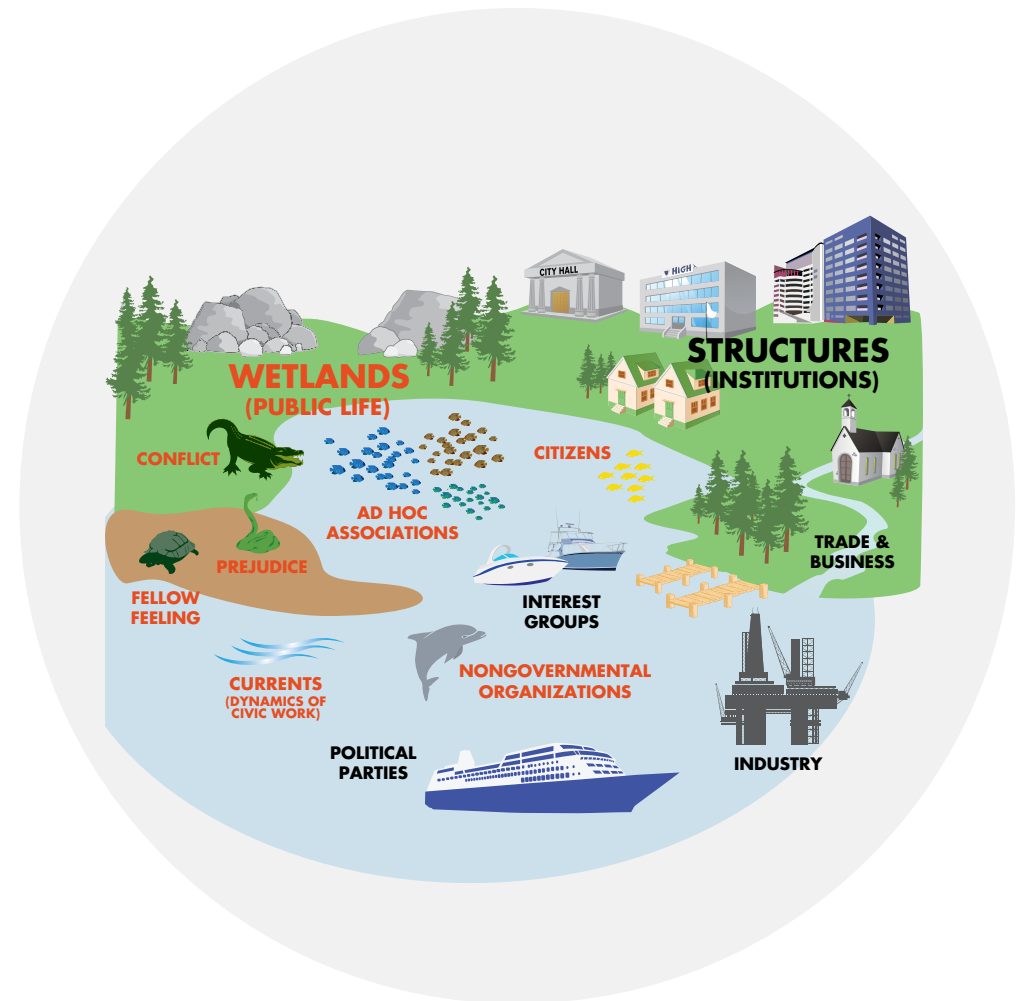 CITY HALL
HIGH
STRUCTURES
(INSTITUTIONS)
WETLANDS
(PUBLIC LIFE)
CONFLICT
CITIZENS
AD HOC
ASSOCIATIONS
PREJUDICE
TRADE &
BUSINESS
FELLOW
FEELING
INTEREST
GROUPS
NONGOVERNMENTAL
ORGANIZATIONS
CURRENTS
(DYNAMICS OF
CIVIC WORK)
POLITICAL
PARTIES
INDUSTRY